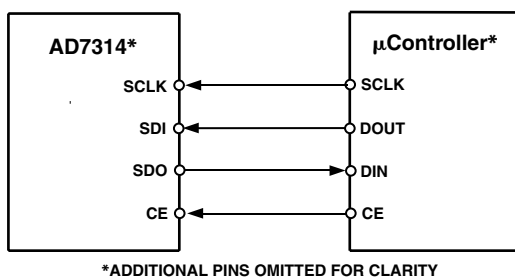 AD7314*
μController*
SCLK
SCLK
SDI
DOUT
SDO
DIN
CE
CE
*ADDITIONAL PINS OMITTED FOR CLARITY